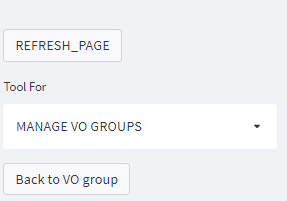 REFRESH_PAGE
Tool For
MANAGE VO GROUPS
Back to VO group